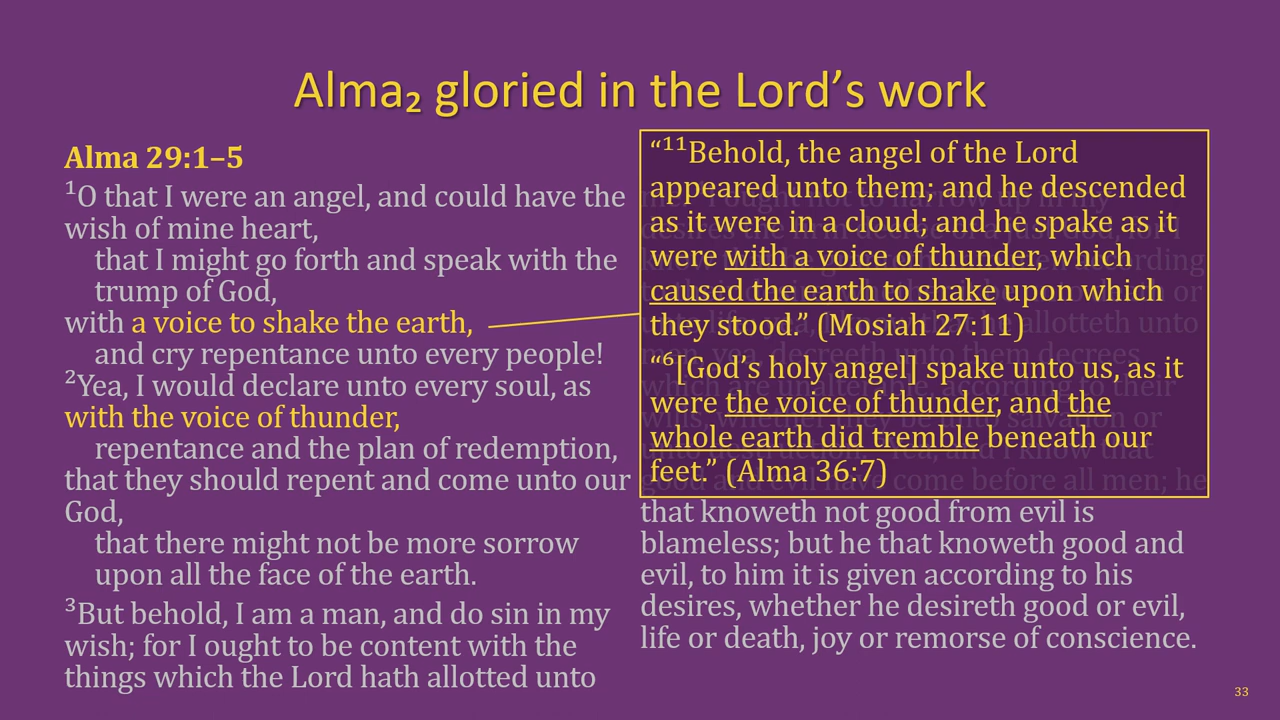 Alma₂ gloried in the Lord’s work
Alma 29:1–5
¹O that I were an angel, and could have the
wish of mine heart,
that I might go forth and speak with the
trump of God,
with a voice to shake the earth,
and cry repentance unto every people!
²Yea, I would declare unto every soul, as
with the voice of thunder,
repentance and the plan of redemption,
that they should repent and come unto our
God,
that there might not be more sorrow
upon all the face of the earth.
³But behold, I am a man, and do sin in my
wish; for I ought to be content with the
things which the Lord hath allotted unto
“¹¹Behold, the angel of the Lord
appeared unto them; and he descended
as it were in a cloud; and he spake as it
were with a voice of thunder, which
caused the earth to shake upon which
they stood.” (Mosiah 27:11)
“⁶[God’s holy angel] spake unto us, as it
were the voice of thunder, and the
whole earth did tremble beneath our
feet.” (Alma 36:7)
that knoweth not good from evil is
blameless; but he that knoweth good and
evil, to him it is given according to his
desires, whether he desireth good or evil,
life or death, joy or remorse of conscience.
33